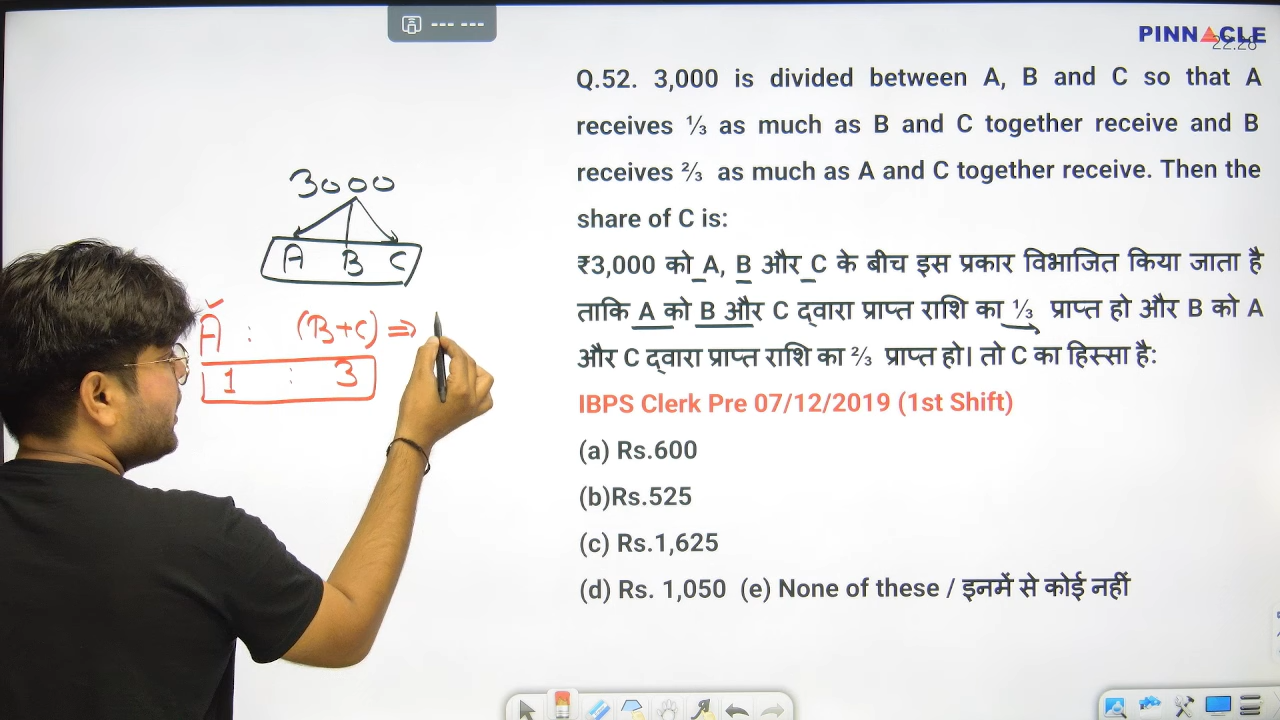 PINNACLE
22:28
Q.52. 3,000 is divided between A, B and C so that A
receives ⅓ as much as B and C together receive and B
receives ⅔ as much as A and C together receive. Then the
share of C is:
₹3,000 को A, B और C के बीच इस प्रकार विभाजित किया जाता है
ताकि A को B और C द्वारा प्राप्त राशि का ⅓ प्राप्त हो और B को A
और C द्वारा प्राप्त राशि का ⅔ प्राप्त हो। तो C का हिस्सा है:
IBPS Clerk Pre 07/12/2019 (1st Shift)
(a) Rs.600
(b)Rs.525
(c) Rs.1,625
(d) Rs. 1,050 (e) None of these / इनमें से कोई नहीं
3000
A B C
A : (B+C) ⇒
1 : 3